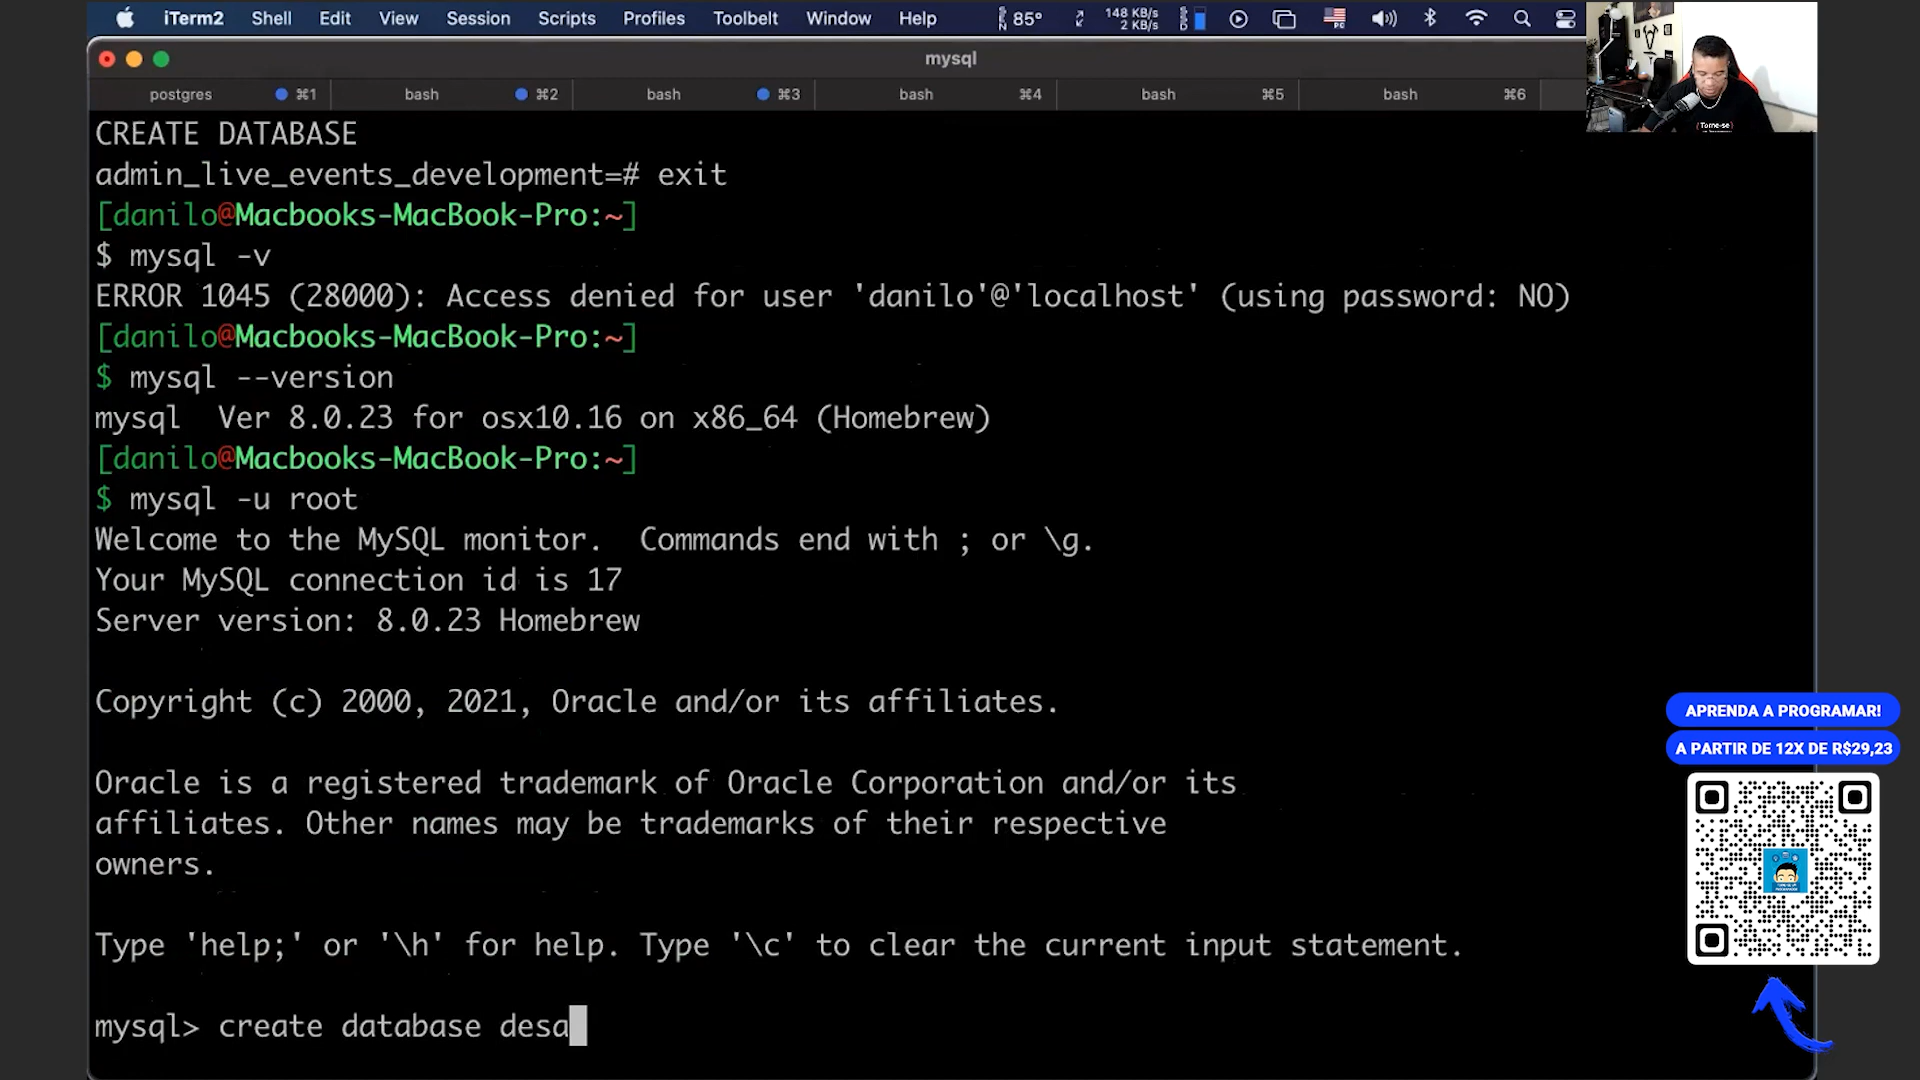 iTerm2 Shell Edit View Session Scripts Profiles Toolbelt Window Help 85° 148 KB/s 2 KB/s
mysql
postgres ⌘1 bash ⌘2 bash ⌘3 bash ⌘4 bash ⌘5 bash ⌘6
CREATE DATABASE
admin_live_events_development=# exit
[danilo@Macbooks-MacBook-Pro:~]
$ mysql -v
ERROR 1045 (28000): Access denied for user 'danilo'@'localhost' (using password: NO)
[danilo@Macbooks-MacBook-Pro:~]
$ mysql --version
mysql  Ver 8.0.23 for osx10.16 on x86_64 (Homebrew)
[danilo@Macbooks-MacBook-Pro:~]
$ mysql -u root
Welcome to the MySQL monitor.  Commands end with ; or \g.
Your MySQL connection id is 17
Server version: 8.0.23 Homebrew
Copyright (c) 2000, 2021, Oracle and/or its affiliates.
Oracle is a registered trademark of Oracle Corporation and/or its
affiliates. Other names may be trademarks of their respective
owners.
Type 'help;' or '\h' for help. Type '\c' to clear the current input statement.
mysql> create database desa
{Torne-se
APRENDA A PROGRAMAR!
A PARTIR DE 12X DE R$29,23